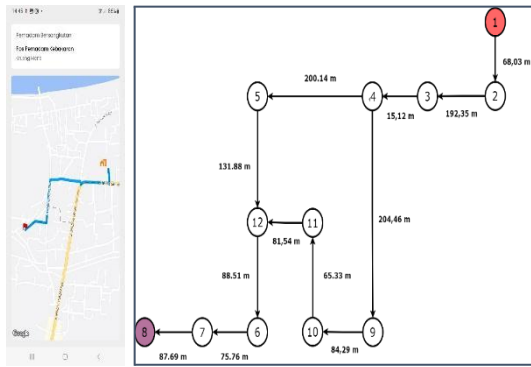 Pos Pemadam Kebakaran
Google
1
68,03 m
200.14 m
5
4
3
2
15,12 m
192,35 m
131.88 m
204,46 m
12
11
81,54 m
88.51 m
65.33 m
8
7
6
10
9
87.69 m
75.76 m
84,29 m